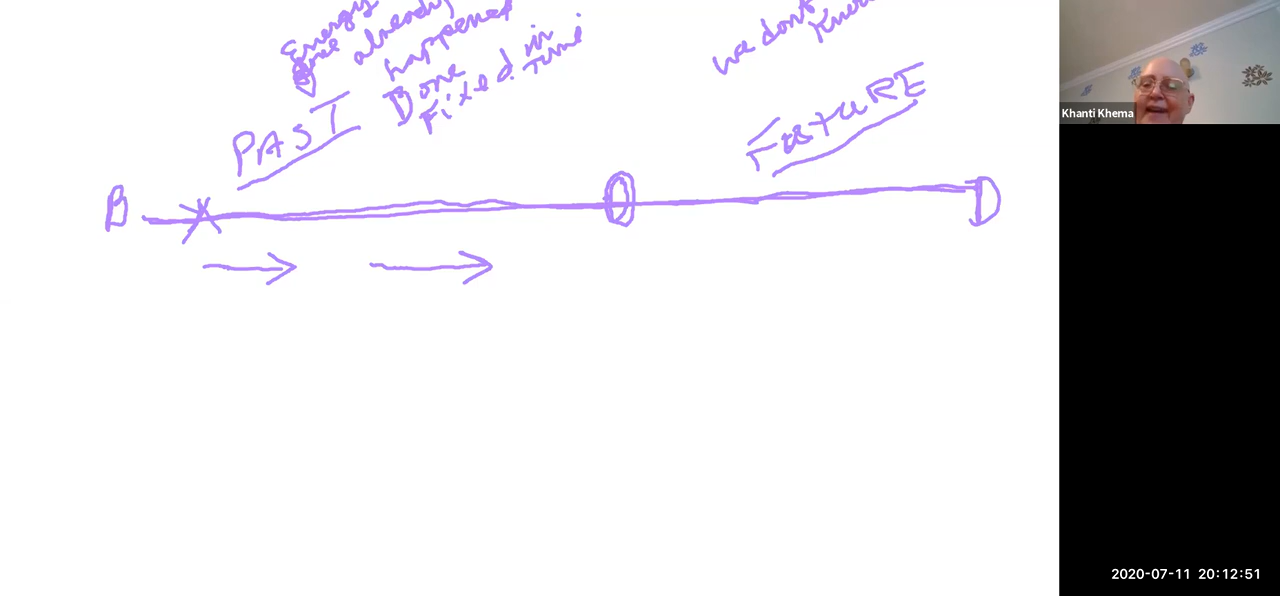 Energy
already
happened
Done
Fixed in
Time
we don't
know
PAST
Future
B
D
Khanti Khema
2020-07-11 20:12:51